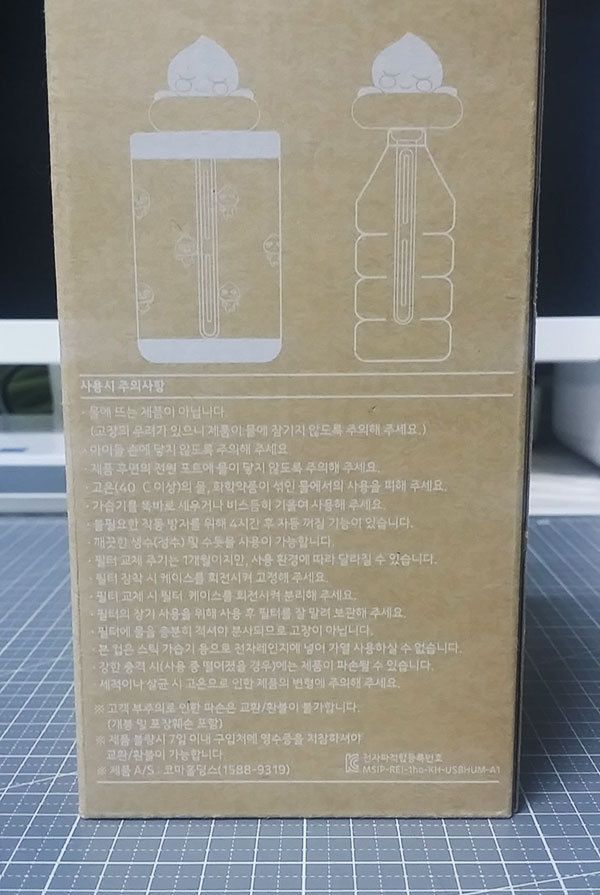 사용시 주의사항
· 물에 뜨는 제품이 아닙니다.
(고장의 우려가 있으니 제품이 물에 잠기지 않도록 주의해 주세요.)
· 아이들 손에 닿지 않도록 주의해 주세요
· 제품 후면의 전원 포트에 물이 닿지 않도록 주의해 주세요.
· 고온(40 C 이상)의 물, 화학약품이 섞인 물에서의 사용을 피해 주세요.
· 가습기를 똑바로 세우거나 비스듬히 기울여 사용해 주세요.
· 불필요한 작동 방지를 위해 4시간 후 자동 꺼짐 기능이 있습니다.
· 깨끗한 생수(정수) 및 수돗물 사용이 가능합니다.
· 필터 교체 주기는 1개월이지만, 사용 환경에 따라 달라질 수 있습니다.
· 필터 장착 시 케이스를 회전시켜 고정해 주세요.
· 필터 교체 시 필터 케이스를 회전시켜 분리해 주세요.
· 필터의 장기 사용을 위해 사용 후 필터를 잘 말려 보관해 주세요.
· 필터에 물을 충분히 적셔야 분사되므로 고장이 아닙니다.
· 본 컵은 스틱 가습기 용으로 전자레인지에 넣어 가열 사용하실 수 없습니다.
· 강한 충격 시(사용 중 떨어졌을 경우)에는 제품이 파손될 수 있습니다.
· 세척이나 살균 시 고온으로 인한 제품의 변형에 주의해 주세요.
※ 고객 부주의로 인한 파손은 교환/환불이 불가합니다.
(개봉 및 포장훼손 포함)
※ 제품 불량시 7일 이내 구입처에 영수증을 지참하셔야
교환/환불이 가능합니다
※ 제품 A/S : 코마홀딩스(1588-9319)
전자파적합등록번호
MSIP-REI-1ho-KH-USBHUM-A1